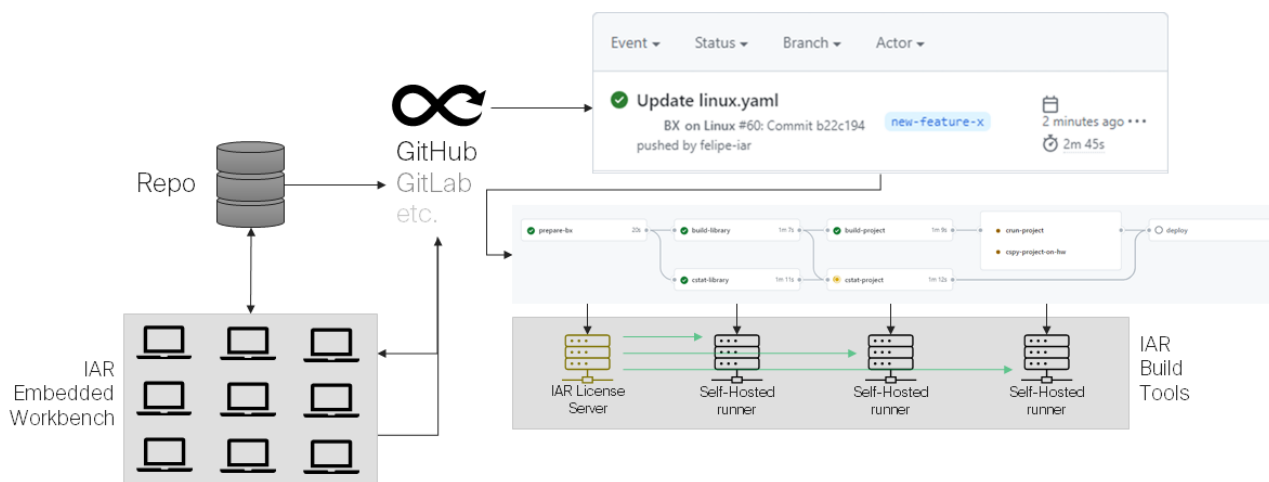 Event Status Branch Actor
Update linux.yaml
BX on Linux #60: Commit b22c194
pushed by felipe-iar
new-feature-x
2 minutes ago
2m 45s
GitHub
GitLab
etc.
Repo
prepare-bx 20s
build-library 1m 7s
build-project 1m 9s
crun-project
cspy-project-on-hw
deploy
cstat-library 1m 11s
cstat-project 1m 12s
IAR
Embedded
Workbench
IAR License
Server
Self-Hosted
runner
Self-Hosted
runner
Self-Hosted
runner
IAR
Build
Tools